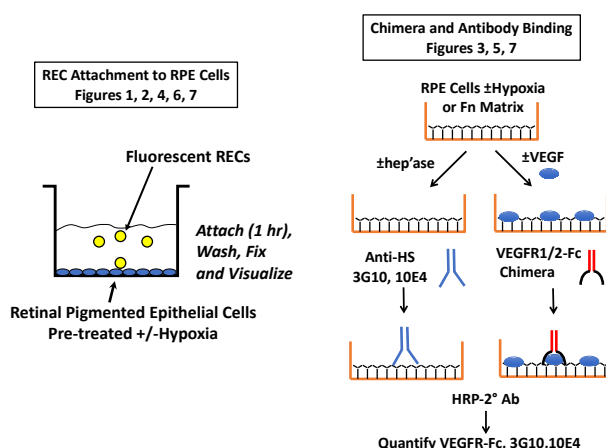 REC Attachment to RPE Cells
Figures 1, 2, 4, 6, 7
Fluorescent RECs
Attach (1 hr),
Wash, Fix
and Visualize
Retinal Pigmented Epithelial Cells
Pre-treated +/-Hypoxia
Chimera and Antibody Binding
Figures 3, 5, 7
RPE Cells ±Hypoxia
or Fn Matrix
±hep’ase
±VEGF
Anti-HS
3G10, 10E4
VEGFR1/2-Fc
Chimera
HRP-2° Ab
Quantify VEGFR-Fc, 3G10,10E4